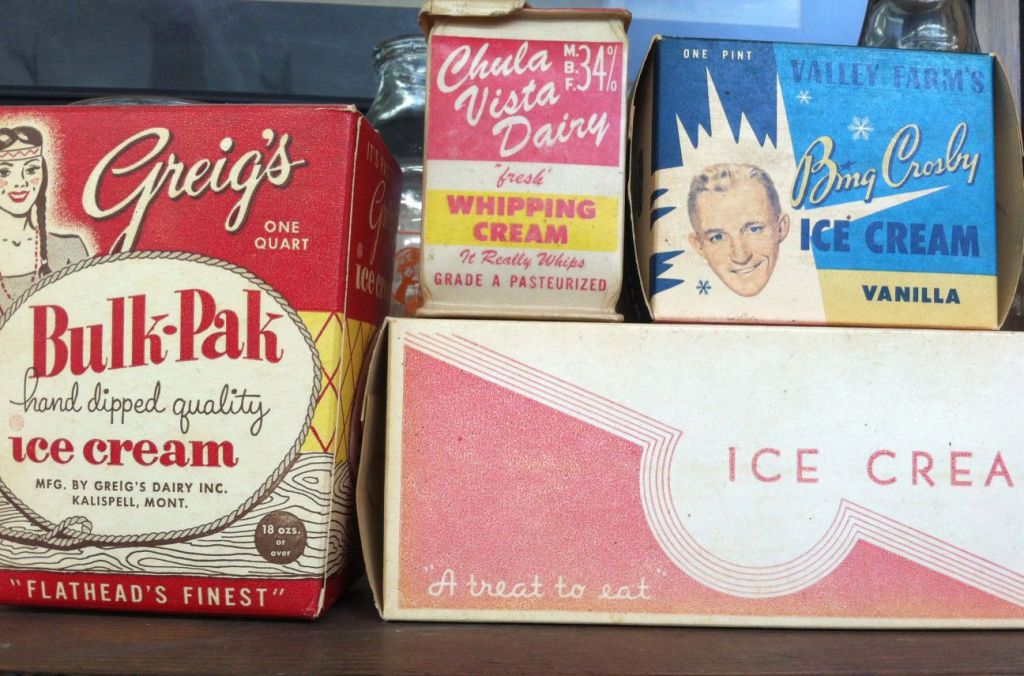 Greig's
ONE
QUART
Bulk-Pak
hand dipped quality
ice cream
MFG. BY GREIG'S DAIRY INC.
KALISPELL, MONT.
18 ozs.
or
over
"FLATHEAD'S FINEST"
IT'S
ice
Chula
Vista
Dairy
M.
B.
F.
34%
"fresh"
WHIPPING
CREAM
It Really Whips
GRADE A PASTEURIZED
ONE PINT
VALLEY FARM'S
Bing Crosby
ICE CREAM
VANILLA
ICE CREA
"A treat to eat"